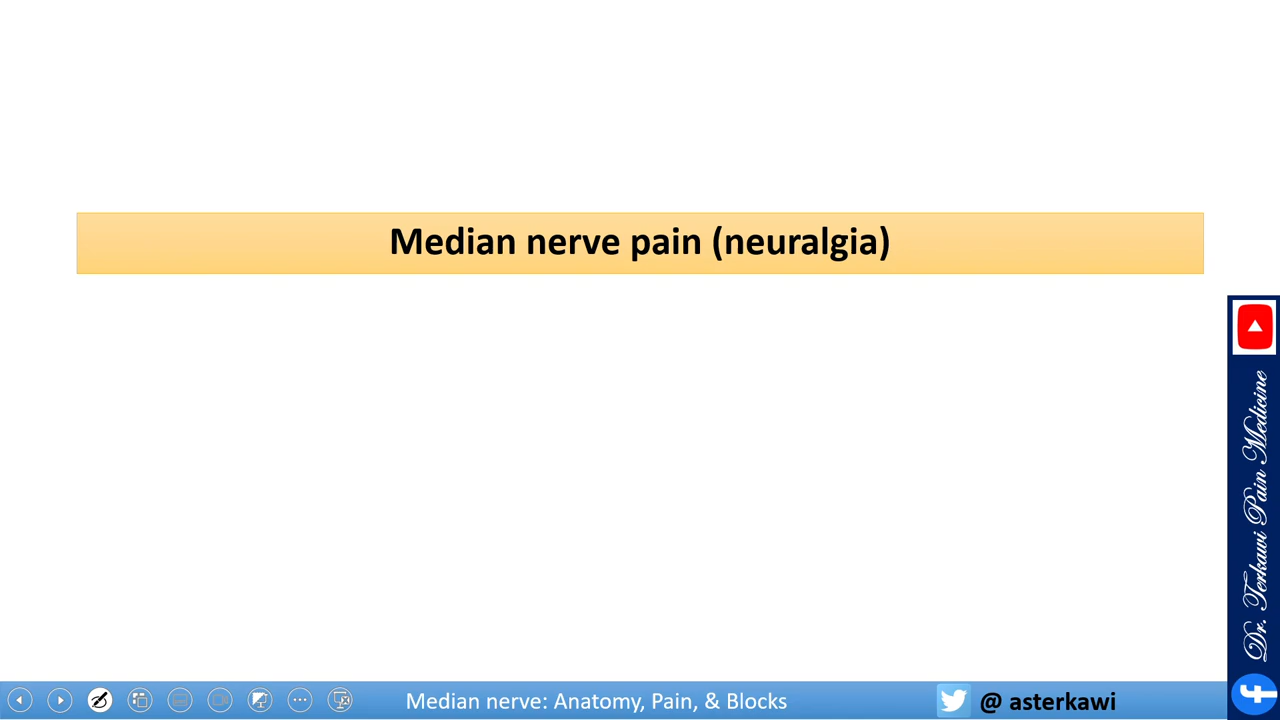 Median nerve pain (neuralgia)
Dr. Terkawi Pain Medicine
Median nerve: Anatomy, Pain, & Blocks
@ asterkawi